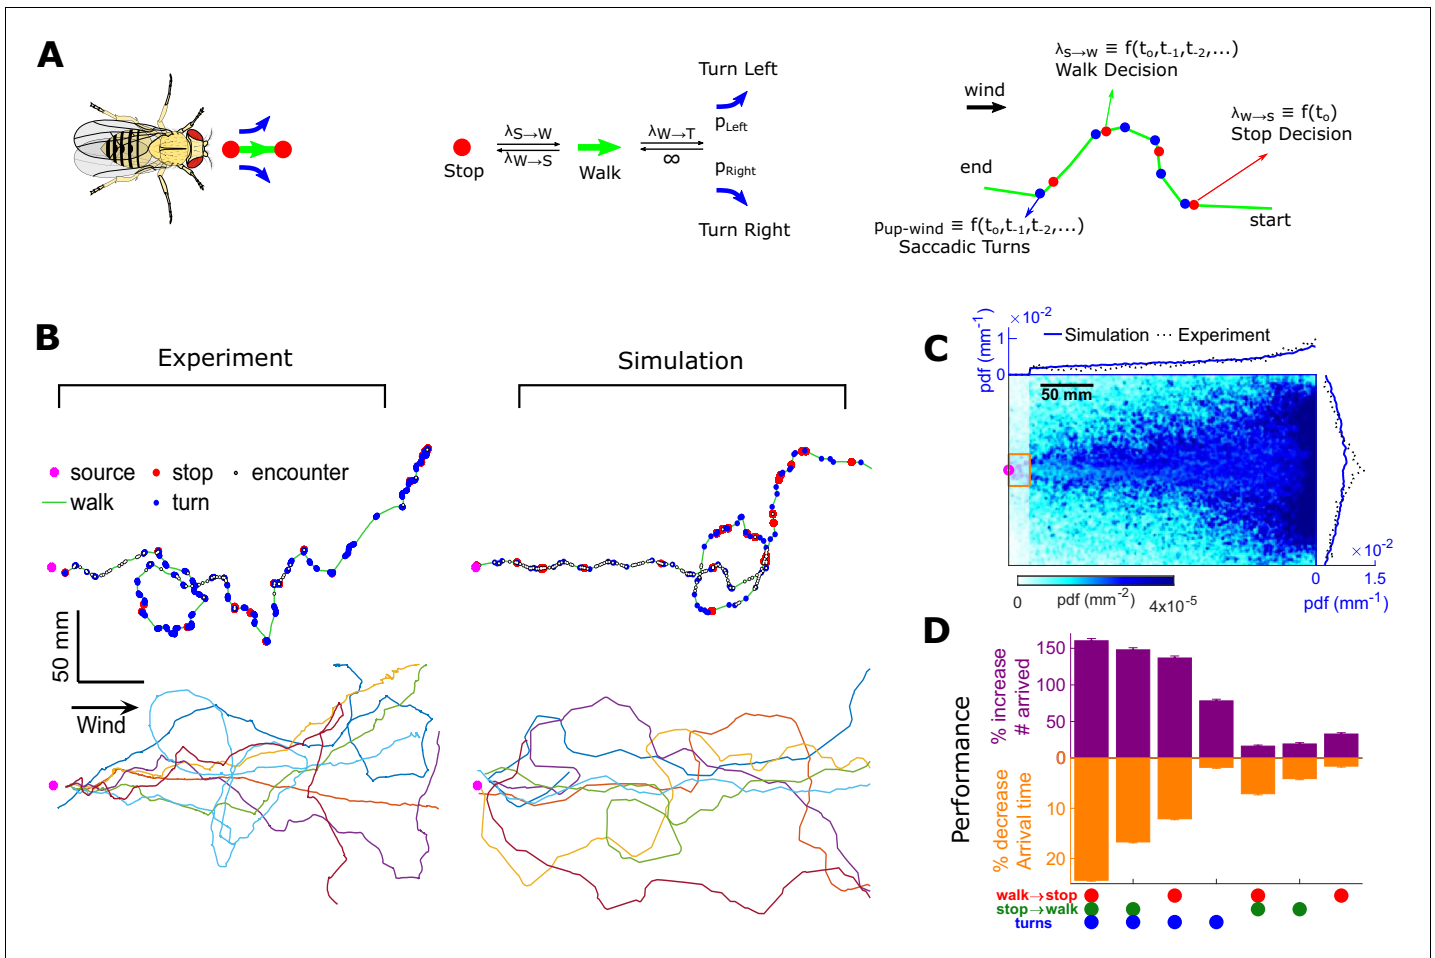 A
Stop
λS→W
λW→S
Walk
λW→T
∞
Turn Left
pLeft
pRight
Turn Right
wind
λS→W ≡ f(to,t-1,t-2,...)
Walk Decision
λW→S ≡ f(to)
Stop Decision
end
start
pup-wind ≡ f(to,t-1,t-2,...)
Saccadic Turns
B
Experiment
Simulation
source
stop
encounter
walk
turn
50 mm
Wind
C
×10-2
Simulation
Experiment
pdf (mm-1)
1
0
50 mm
0
pdf (mm-2)
4x10-5
×10-2
0
1.5
pdf (mm-1)
D
Performance
% increase
# arrived
150
100
50
0
% decrease
Arrival time
10
20
walk→stop
stop→walk
turns